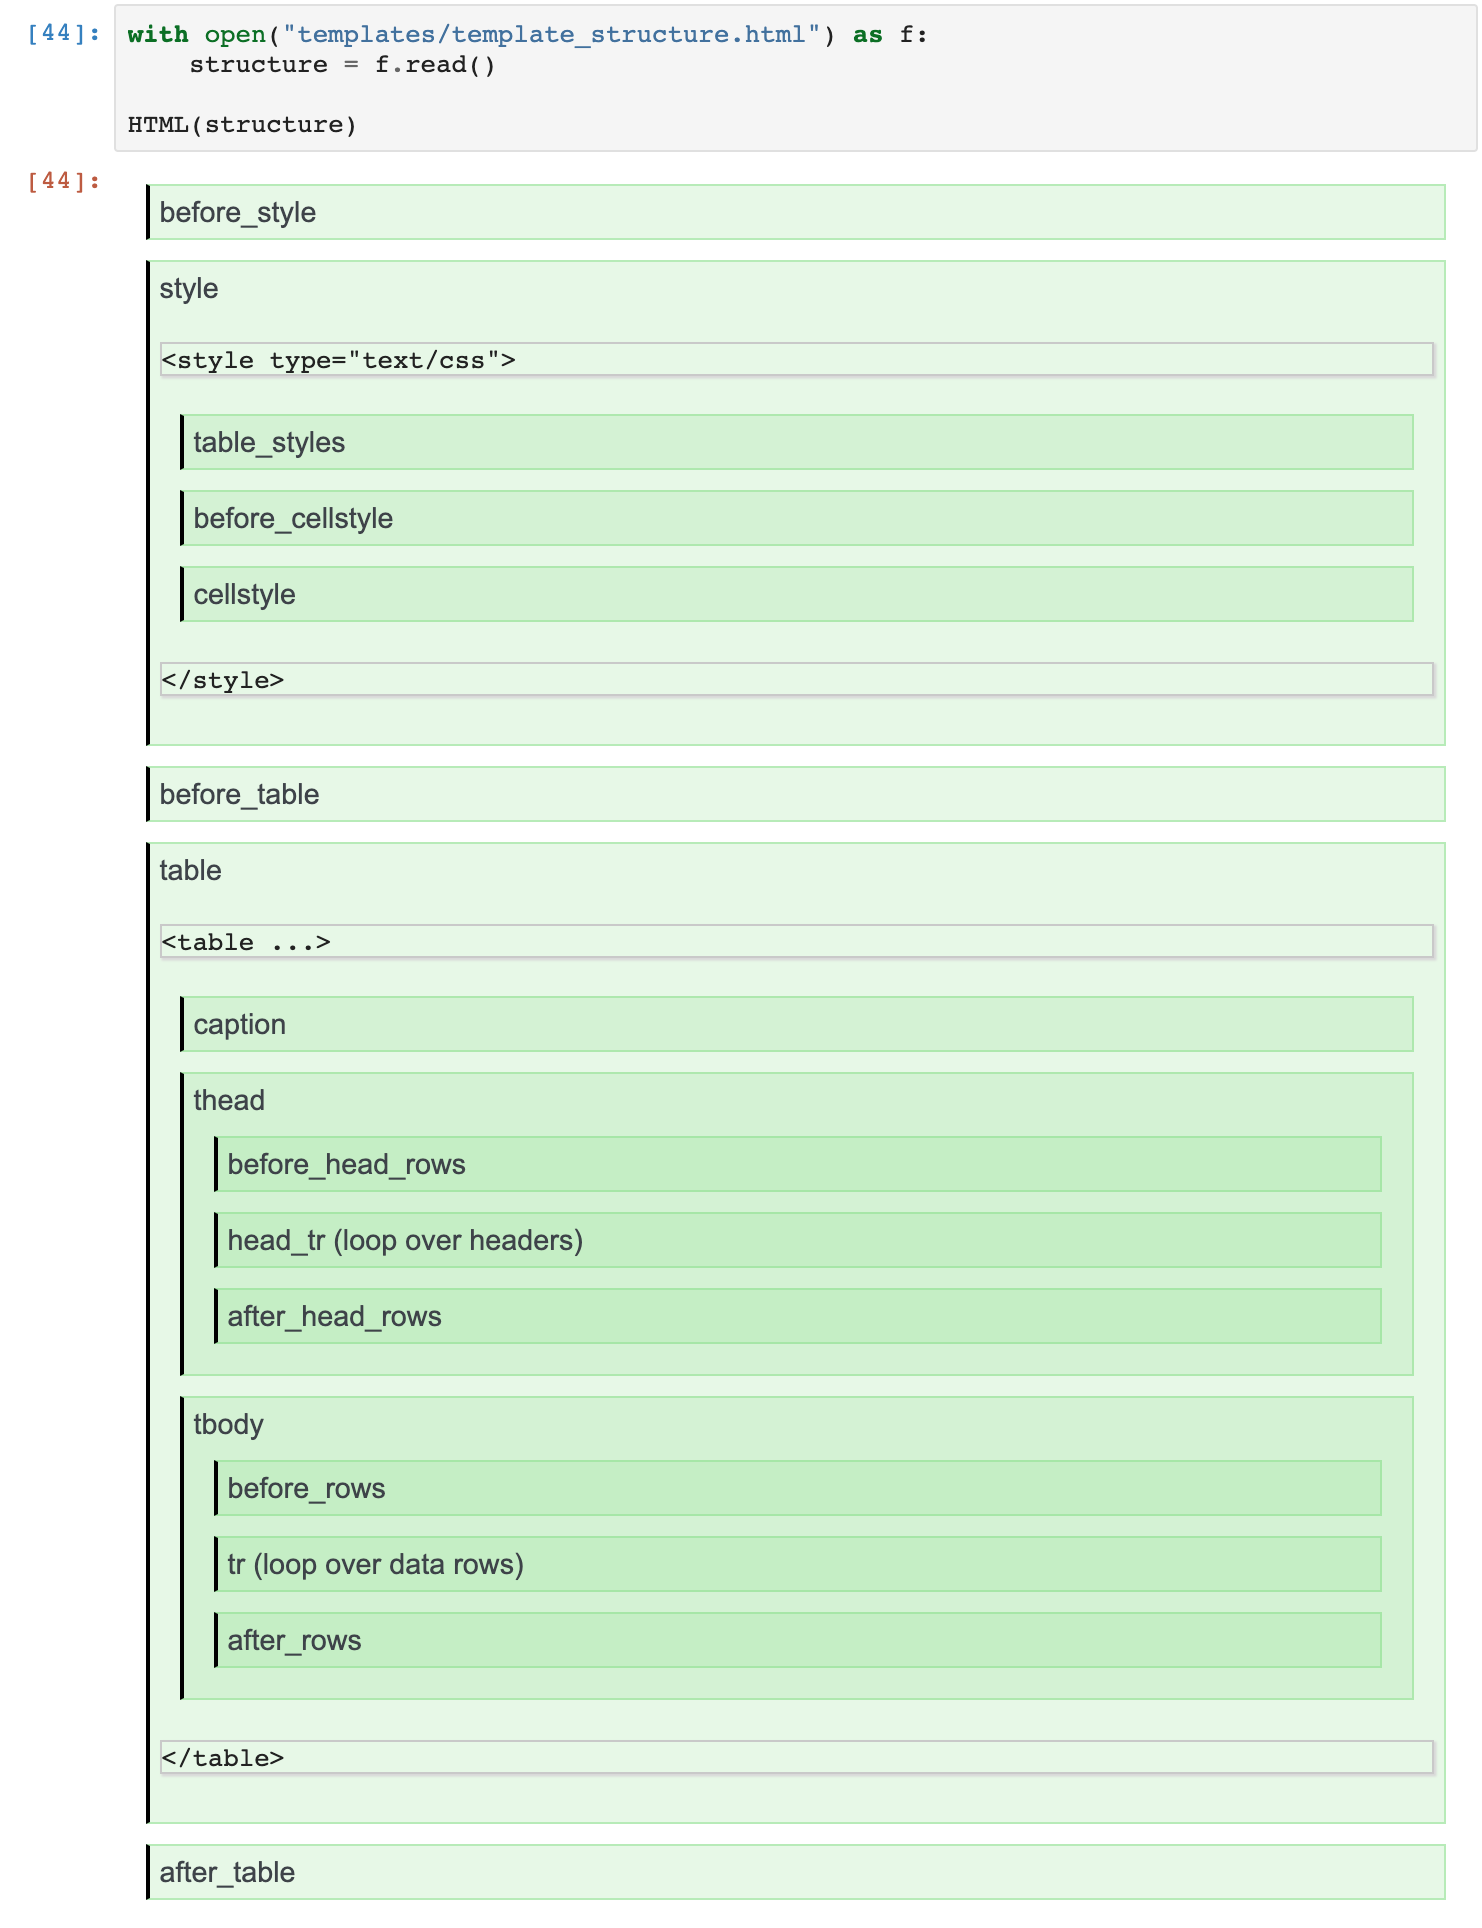 [44]: with open("templates/template_structure.html") as f:
    structure = f.read()

HTML(structure)
[44]:
before_style
style
<style type="text/css">
table_styles
before_cellstyle
cellstyle
</style>
before_table
table
<table ...>
caption
thead
before_head_rows
head_tr (loop over headers)
after_head_rows
tbody
before_rows
tr (loop over data rows)
after_rows
</table>
after_table